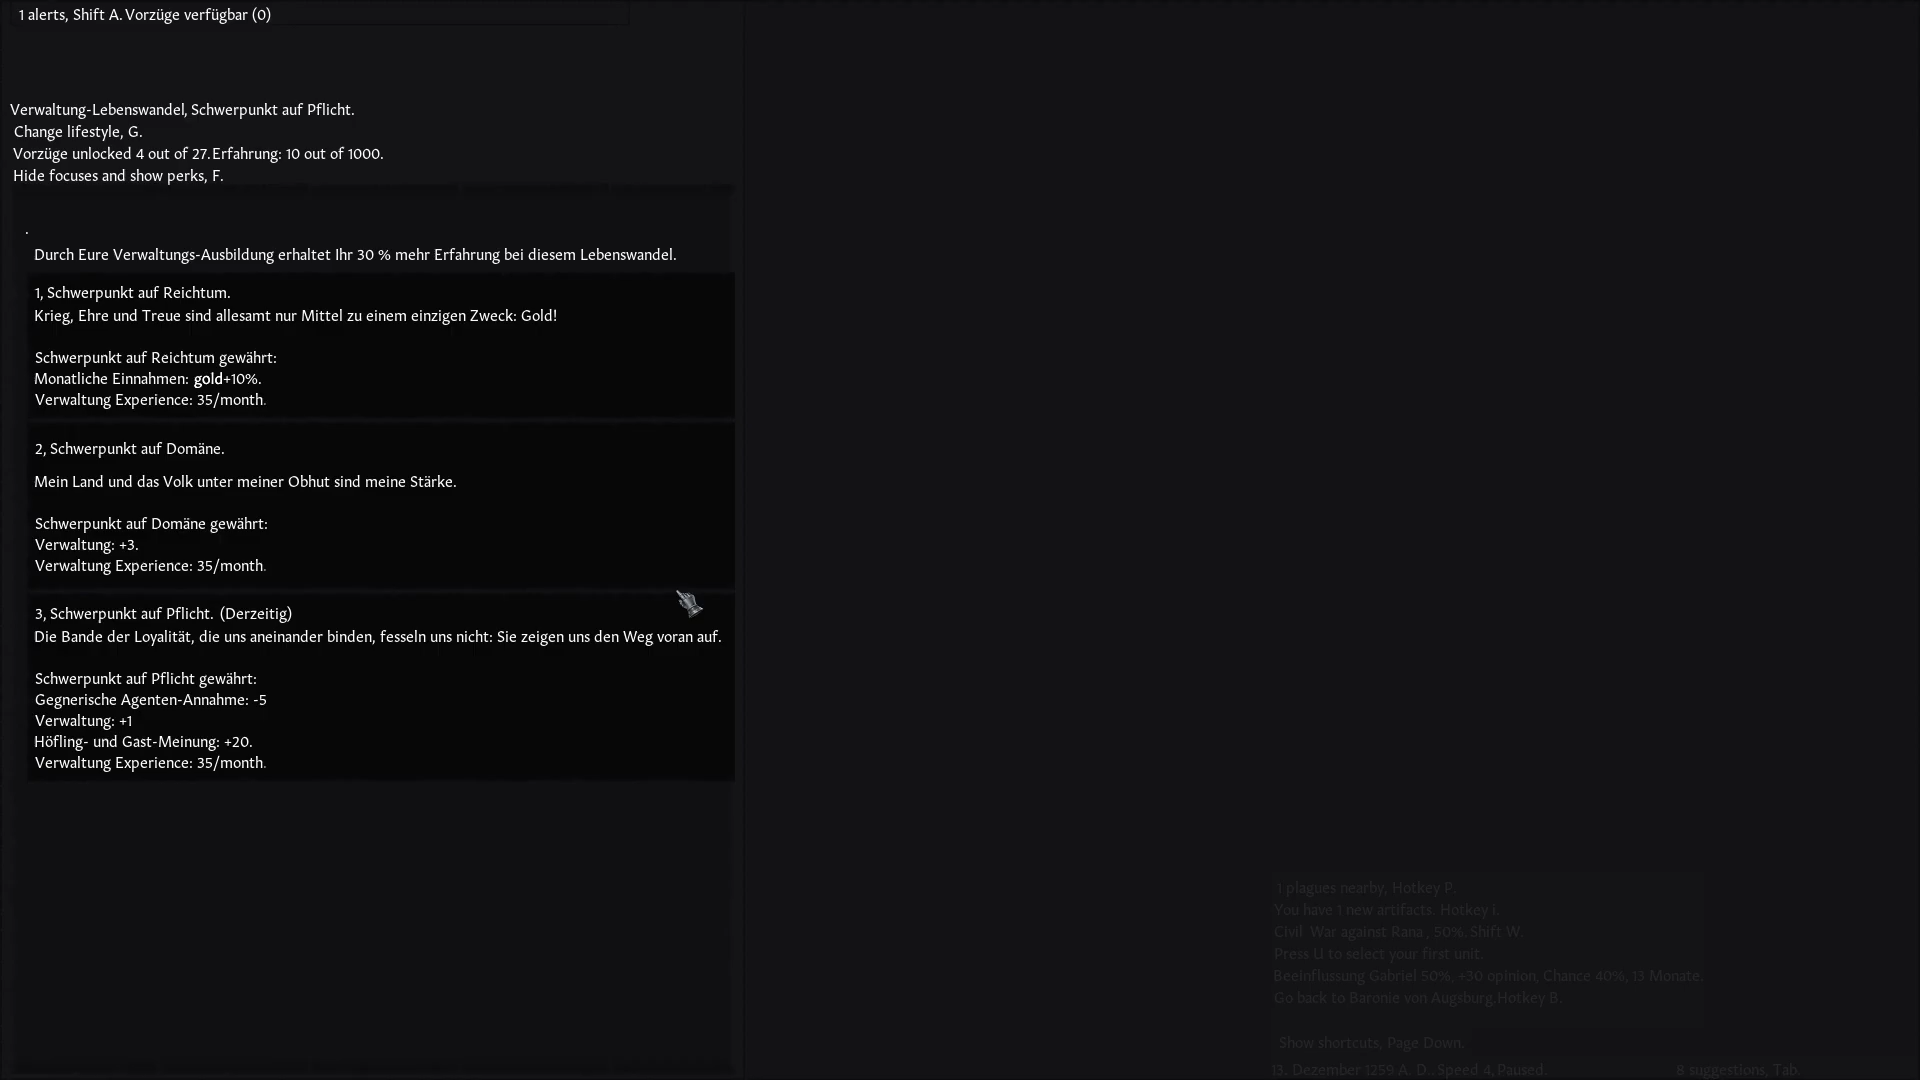 1 alerts, Shift A. Vorzüge verfügbar (0)
Verwaltung-Lebenswandel, Schwerpunkt auf Pflicht.
Change lifestyle, G.
Vorzüge unlocked 4 out of 27. Erfahrung: 10 out of 1000.
Hide focuses and show perks, F.
.
Durch Eure Verwaltungs-Ausbildung erhaltet Ihr 30 % mehr Erfahrung bei diesem Lebenswandel.
1, Schwerpunkt auf Reichtum.
Krieg, Ehre und Treue sind allesamt nur Mittel zu einem einzigen Zweck: Gold!
Schwerpunkt auf Reichtum gewährt:
Monatliche Einnahmen: gold+10%.
Verwaltung Experience: 35/month.
2, Schwerpunkt auf Domäne.
Mein Land und das Volk unter meiner Obhut sind meine Stärke.
Schwerpunkt auf Domäne gewährt:
Verwaltung: +3.
Verwaltung Experience: 35/month.
3, Schwerpunkt auf Pflicht. (Derzeitig)
Die Bande der Loyalität, die uns aneinander binden, fesseln uns nicht: Sie zeigen uns den Weg voran auf.
Schwerpunkt auf Pflicht gewährt:
Gegnerische Agenten-Annahme: -5
Verwaltung: +1
Höfling- und Gast-Meinung: +20.
Verwaltung Experience: 35/month.
1 plagues nearby, Hotkey P.
You have 1 new artifacts. Hotkey i.
Civil War against Rana , 50%. Shift W.
Press U to select your first unit.
Beeinflussung Gabriel 50%, +30 opinion, Chance 40%, 13 Monate.
Go back to Baronie von Augsburg.Hotkey B.
Show shortcuts, Page Down.
13. Dezember 1259 A. D.. Speed 4, Paused.
8 suggestions, Tab.